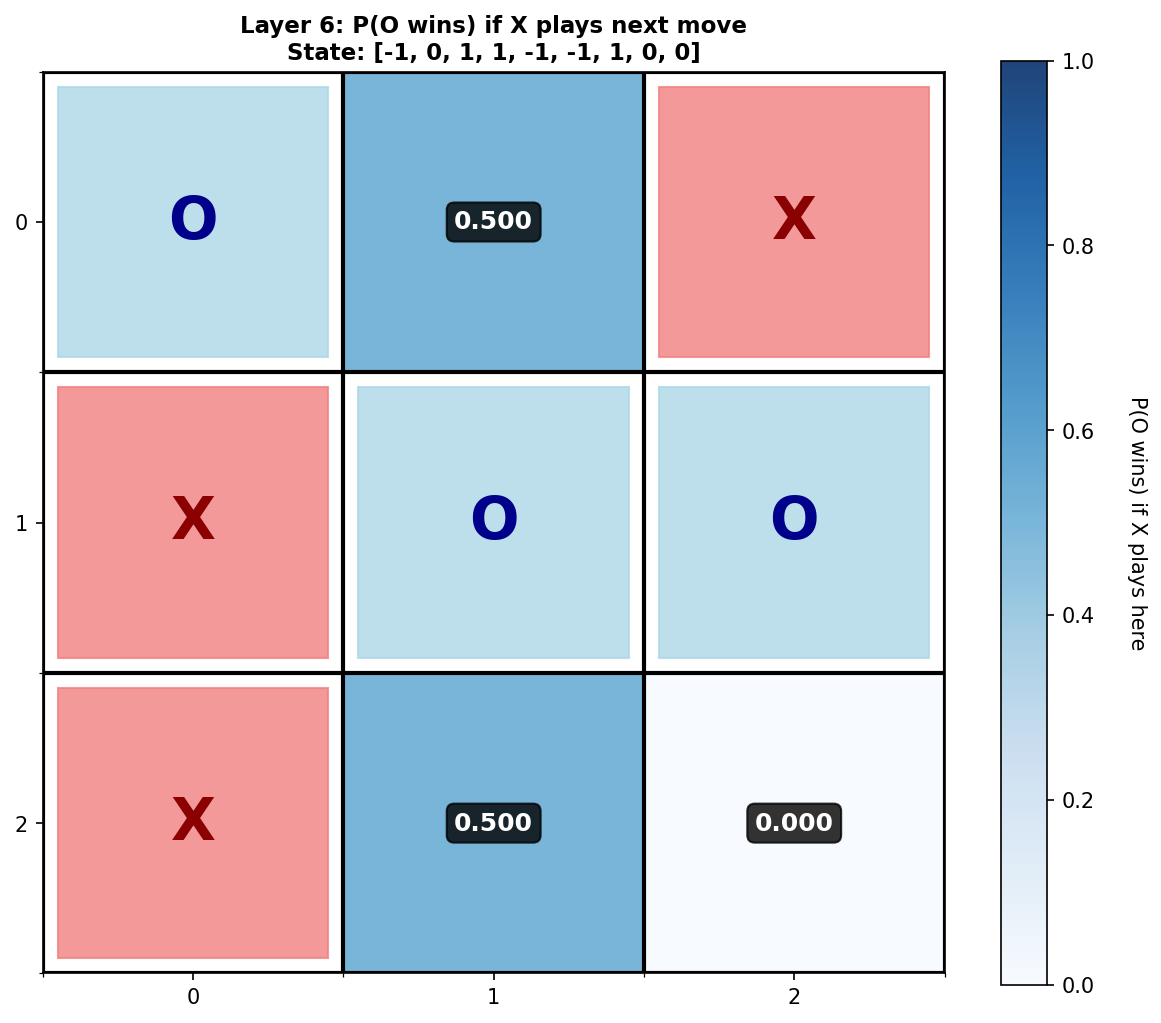 Layer 6: P(O wins) if X plays next move
State: [-1, 0, 1, 1, -1, -1, 1, 0, 0]
0
O
0.500
X
1
X
O
O
2
X
0.500
0.000
0
1
2
1.0
0.8
0.6
0.4
0.2
0.0
P(O wins) if X plays here